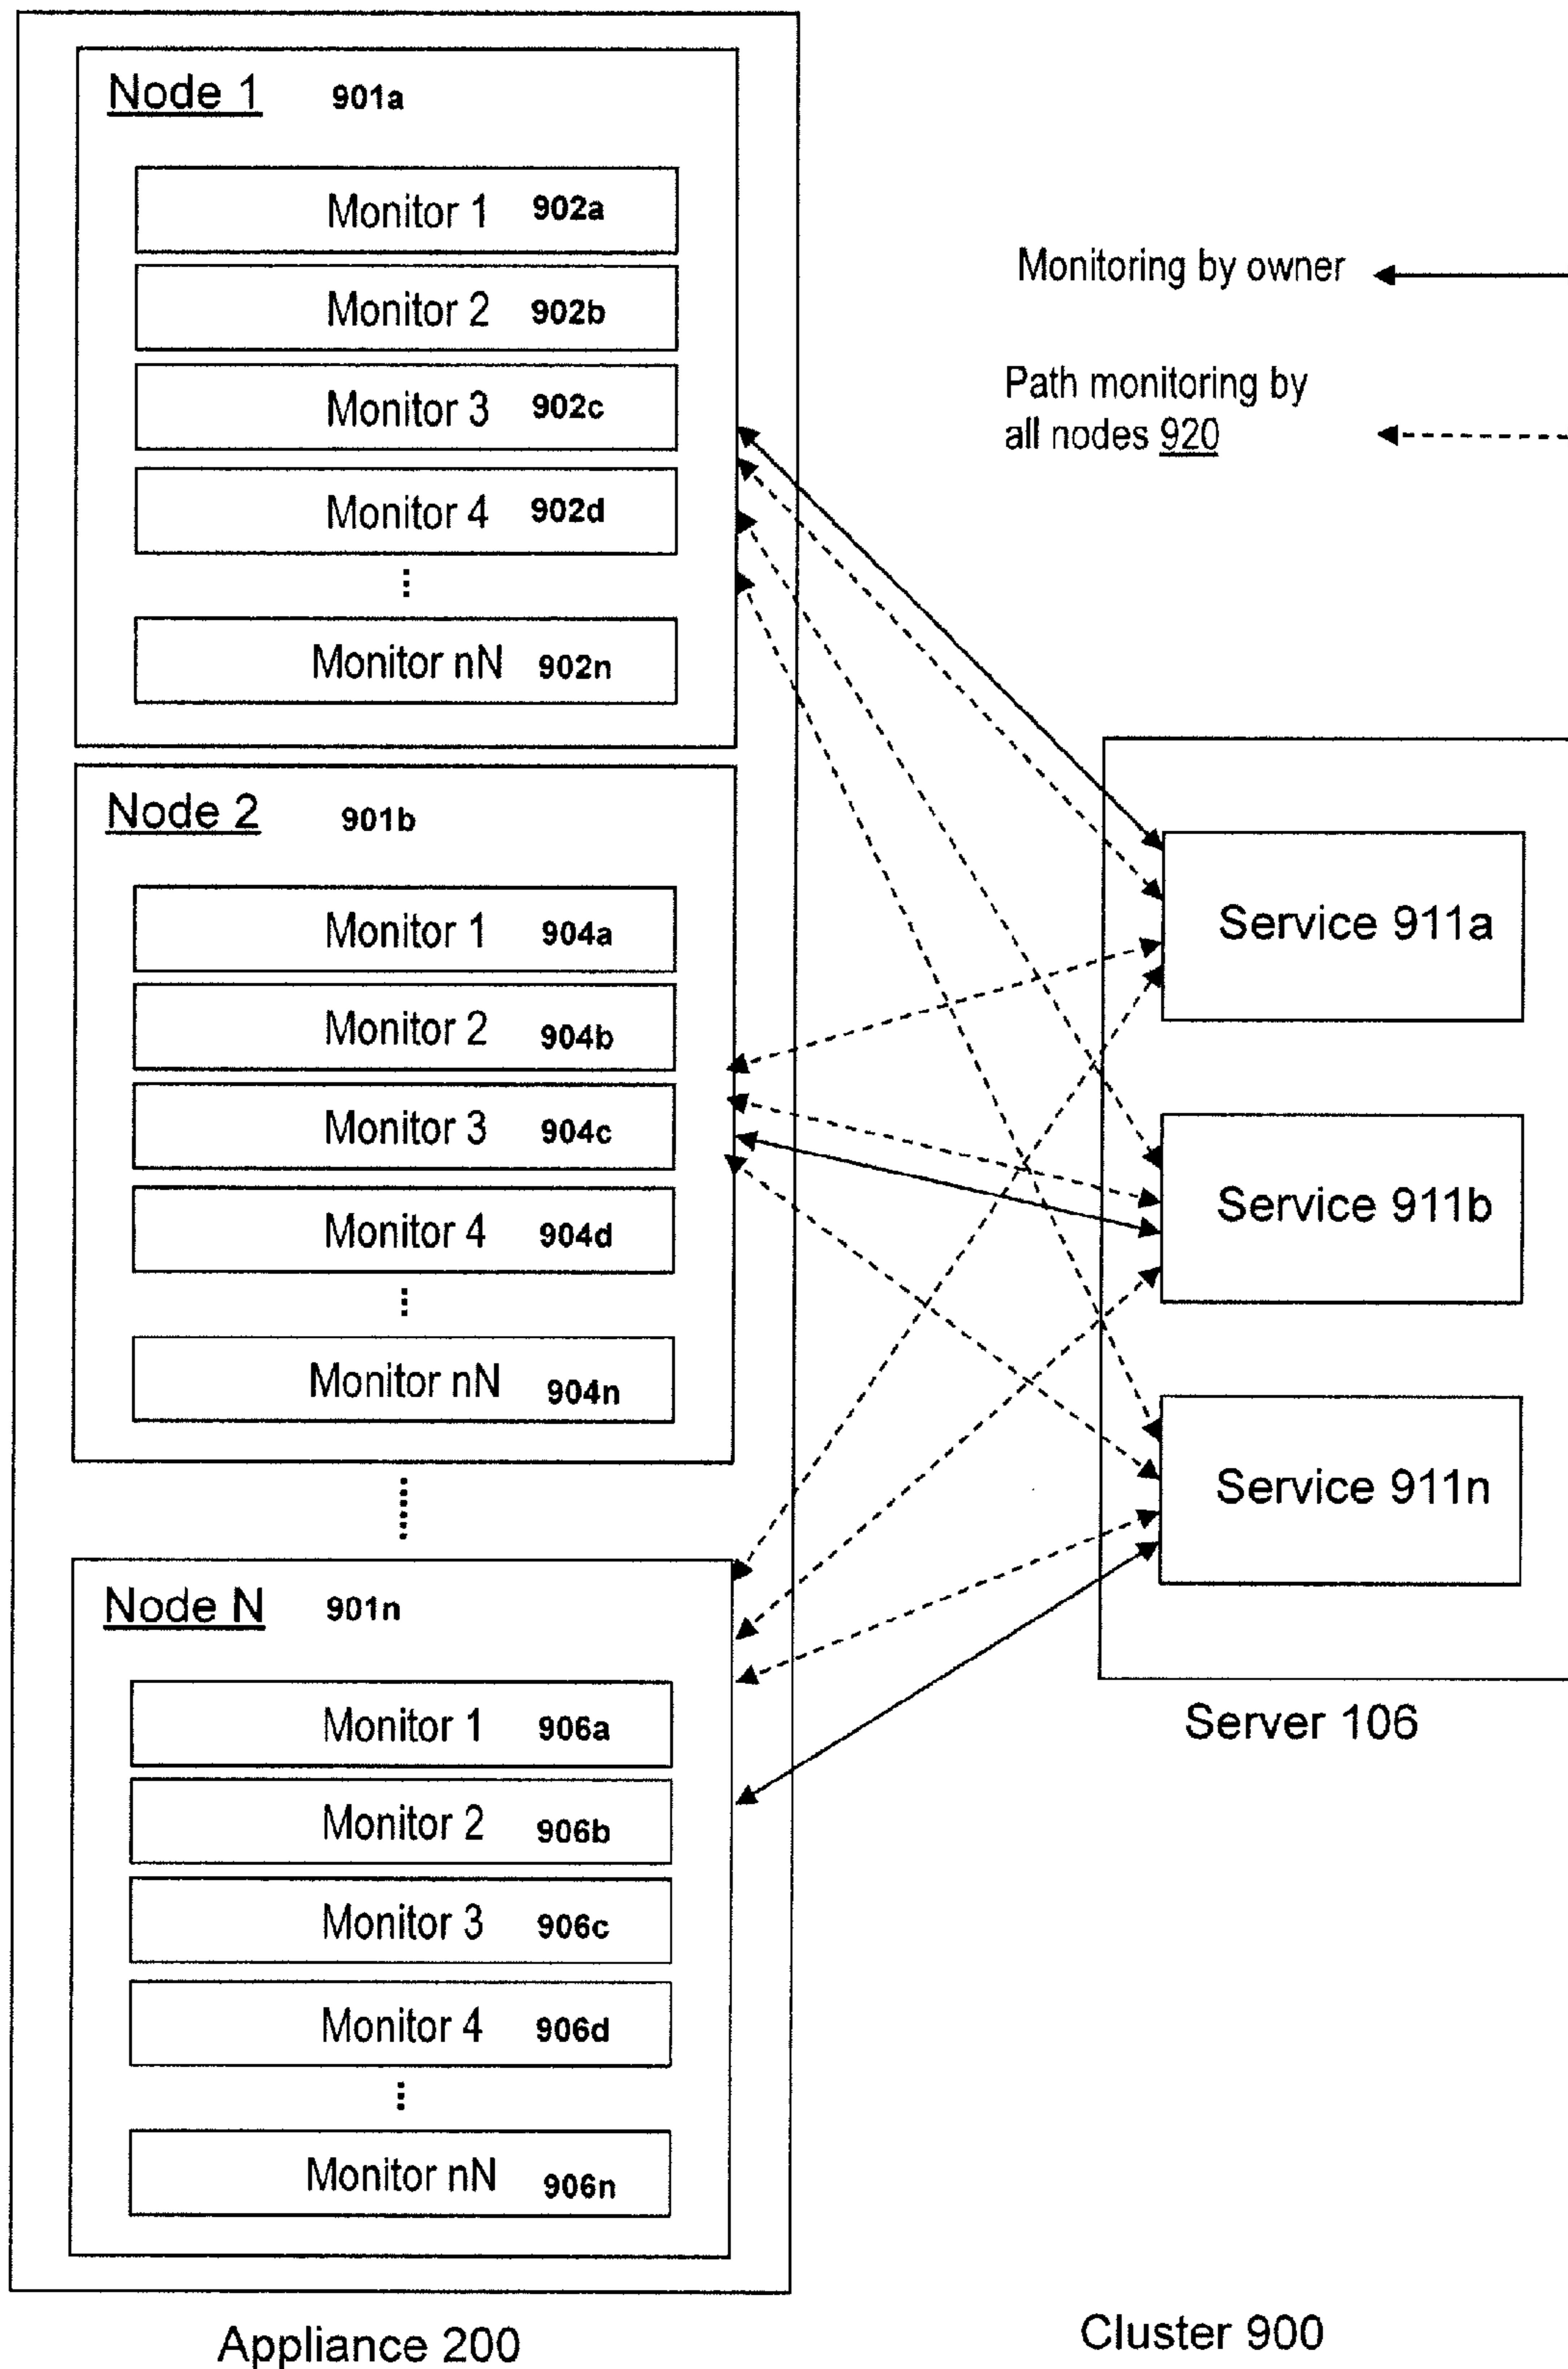 Node 1 901a
Monitor 1 902a
Monitor 2 902b
Monitor 3 902c
Monitor 4 902d
Monitor nN 902n
Node 2 901b
Monitor 1 904a
Monitor 2 904b
Monitor 3 904c
Monitor 4 904d
Monitor nN 904n
Node N 901n
Monitor 1 906a
Monitor 2 906b
Monitor 3 906c
Monitor 4 906d
Monitor nN 906n
Appliance 200
Monitoring by owner
Path monitoring by
all nodes 920
Service 911a
Service 911b
Service 911n
Server 106
Cluster 900